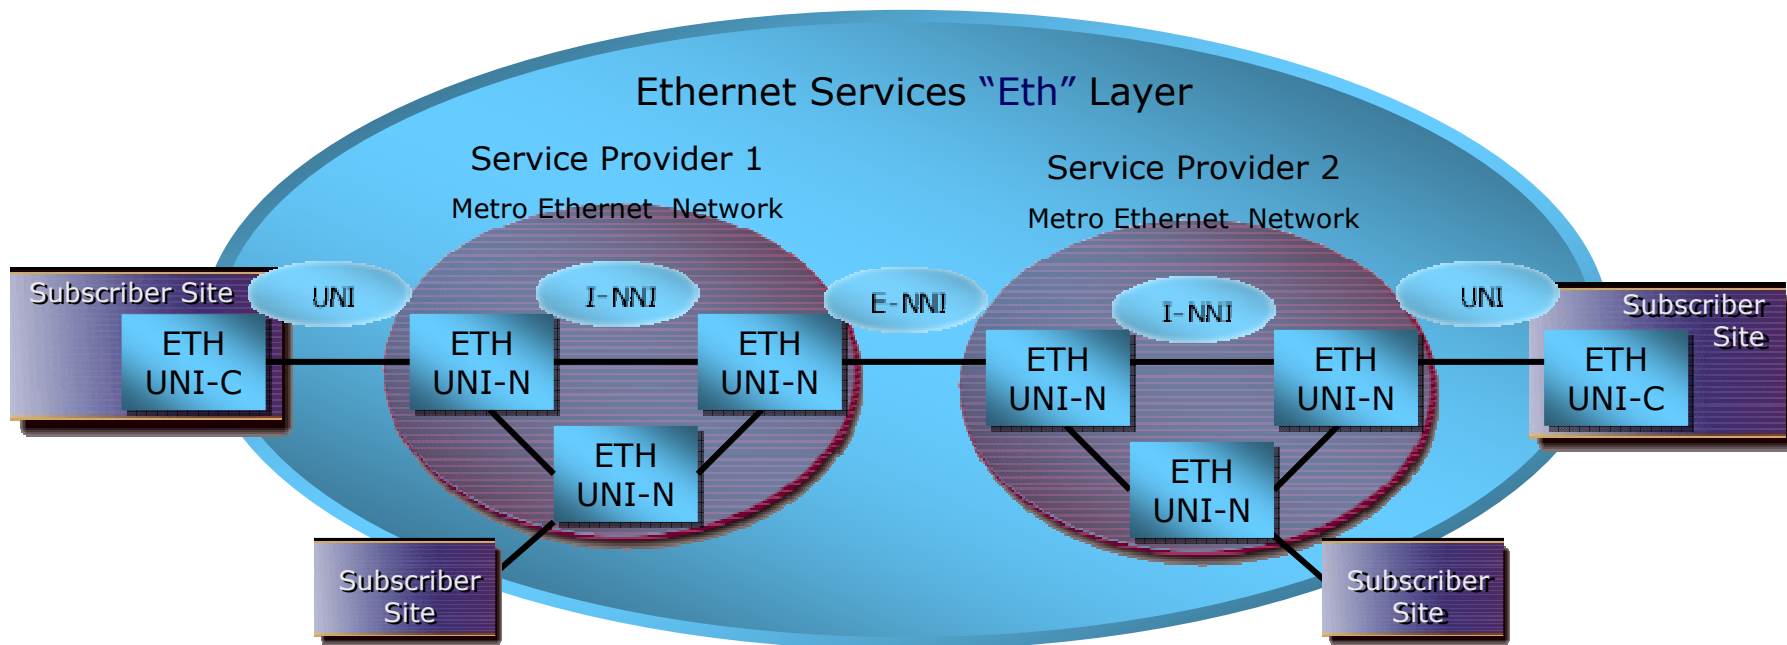 Ethernet Services “Eth” Layer
Service Provider 1
Metro Ethernet Network
Service Provider 2
Metro Ethernet Network
Subscriber Site
UNI
I-NNI
E-NNI
I-NNI
UNI
Subscriber
Site
ETH
UNI-C
ETH
UNI-N
ETH
UNI-N
ETH
UNI-N
ETH
UNI-N
ETH
UNI-C
ETH
UNI-N
ETH
UNI-N
Subscriber
Site
Subscriber
Site